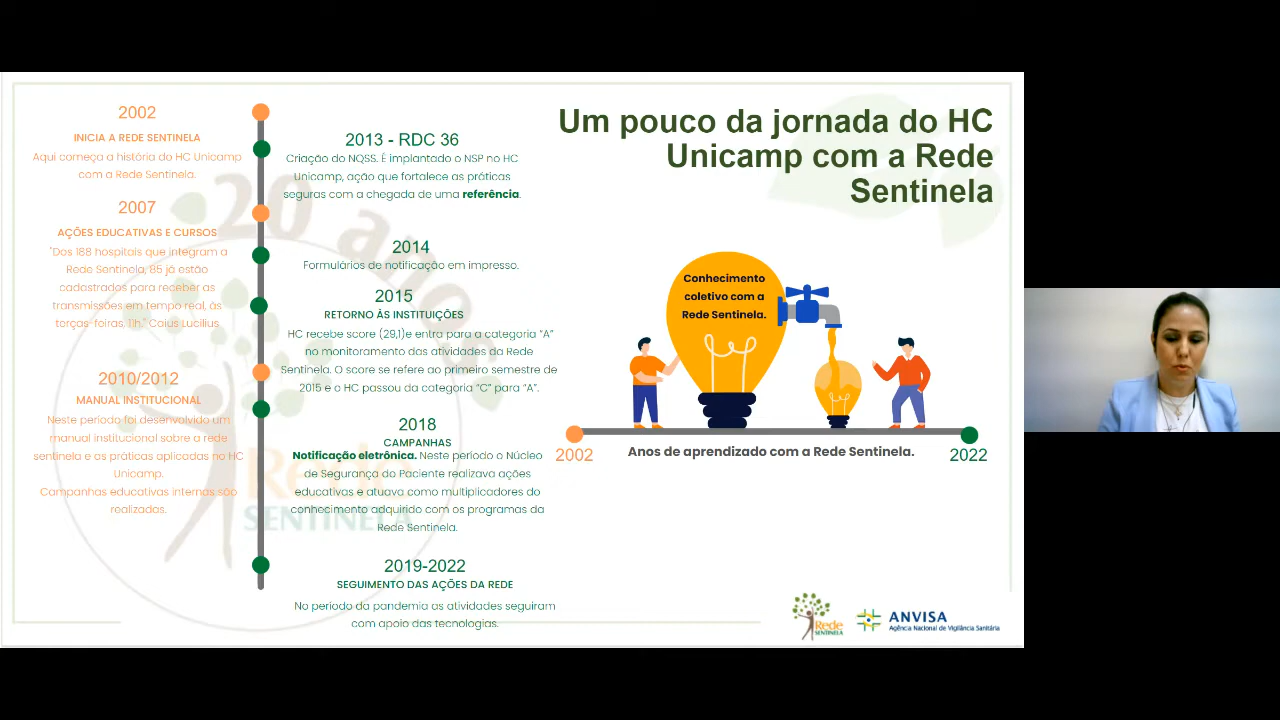 Um pouco da jornada do HC
Unicamp com a Rede
Sentinela
2002
INICIA A REDE SENTINELA
Aqui começa a história do HC Unicamp
com a Rede Sentinela.
2007
AÇÕES EDUCATIVAS E CURSOS
"Dos 188 hospitais que integram a
Rede Sentinela, 85 já estão
cadastrados para receber as
transmissões em tempo real, às
terças-feiras, 11h." Caius Lucilius
2010/2012
MANUAL INSTITUCIONAL
Neste período foi desenvolvido um
manual institucional sobre a rede
sentinela e as práticas aplicadas no HC
Unicamp.
Campanhas educativas internas são
realizados.
2013 - RDC 36
Criação do NQSS. É implantado o NSP no HC
Unicamp, ação que fortalece as práticas
seguras com a chegada de uma referência.
2014
Formulários de notificação em impresso.
2015
RETORNO ÀS INSTITUIÇÕES
HC recebe score (29,1)e entra para a categoria “A”
no monitoramento das atividades da Rede
Sentinela. O score se refere ao primeiro semestre de
2015 e a HC passou da categoria “C” para “A”.
2018
CAMPANHAS
Notificação eletrônica. Neste período o Núcleo
de Segurança do Paciente realizava ações
educativas e atuava como multiplicadores do
conhecimento adquirido com os programas da
Rede Sentinela.
2019-2022
SEGUIMENTO DAS AÇÕES DA REDE
No período da pandemia as atividades seguiram
com apoio das tecnologias.
Conhecimento
coletivo com a
Rede Sentinela.
2002
Anos de aprendizado com a Rede Sentinela.
2022
20 anos
Rede
SENTINELA
Rede
SENTINELA
ANVISA
Agência Nacional de Vigilância Sanitária